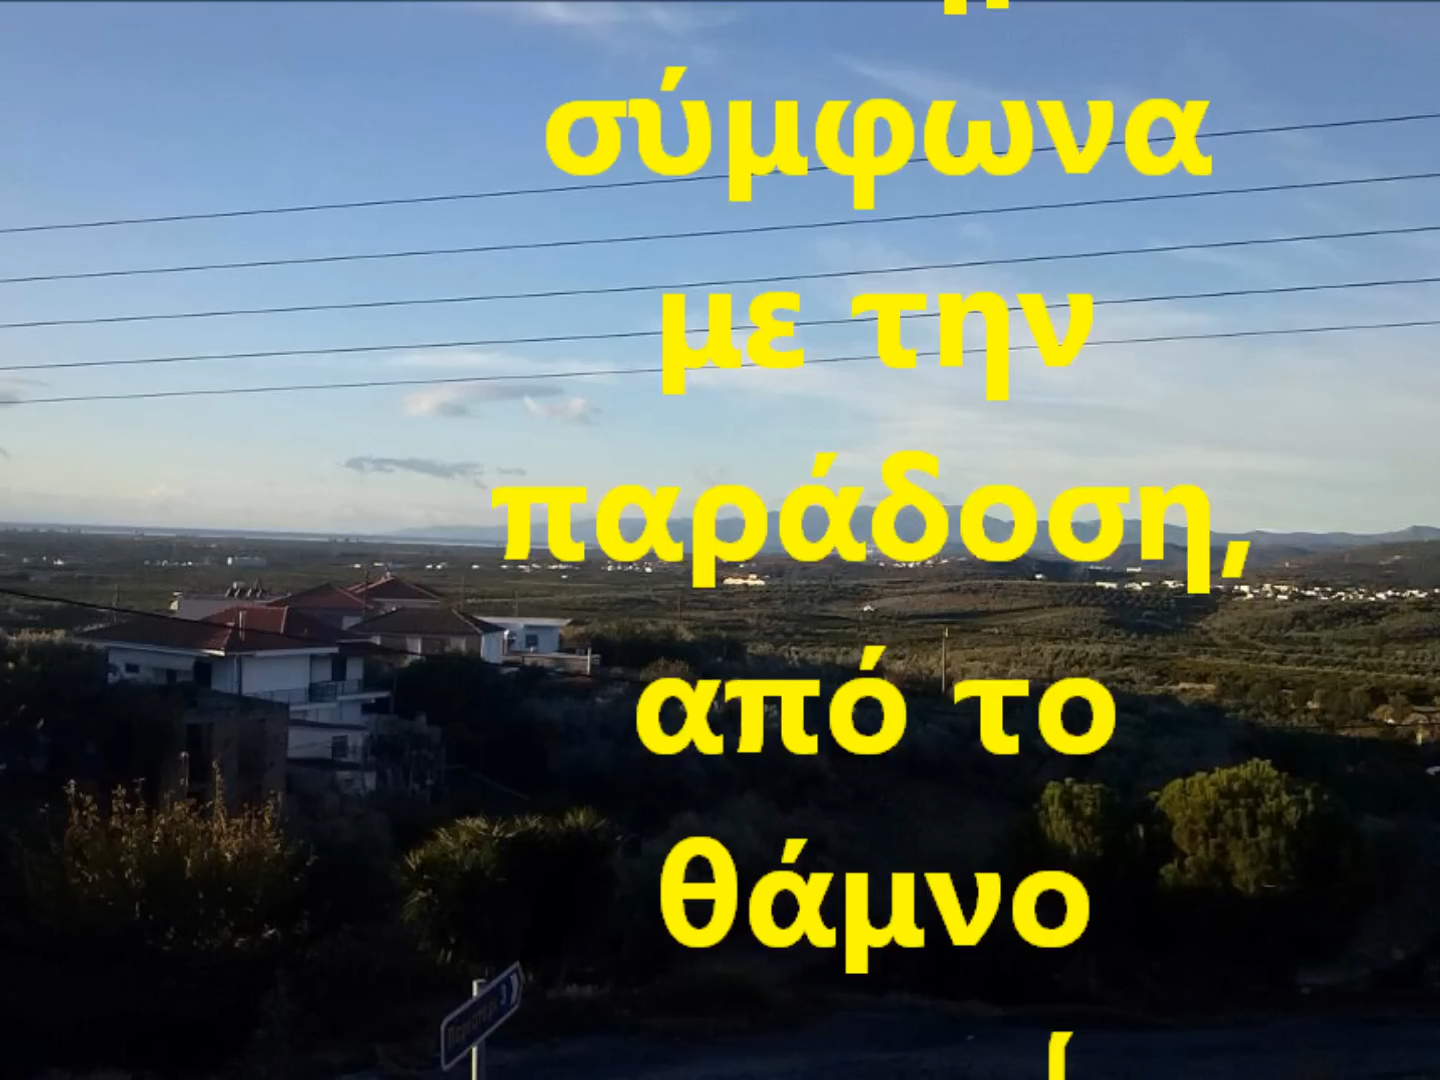 σύμφωνα
με την
παράδοση,
από το
θάμνο